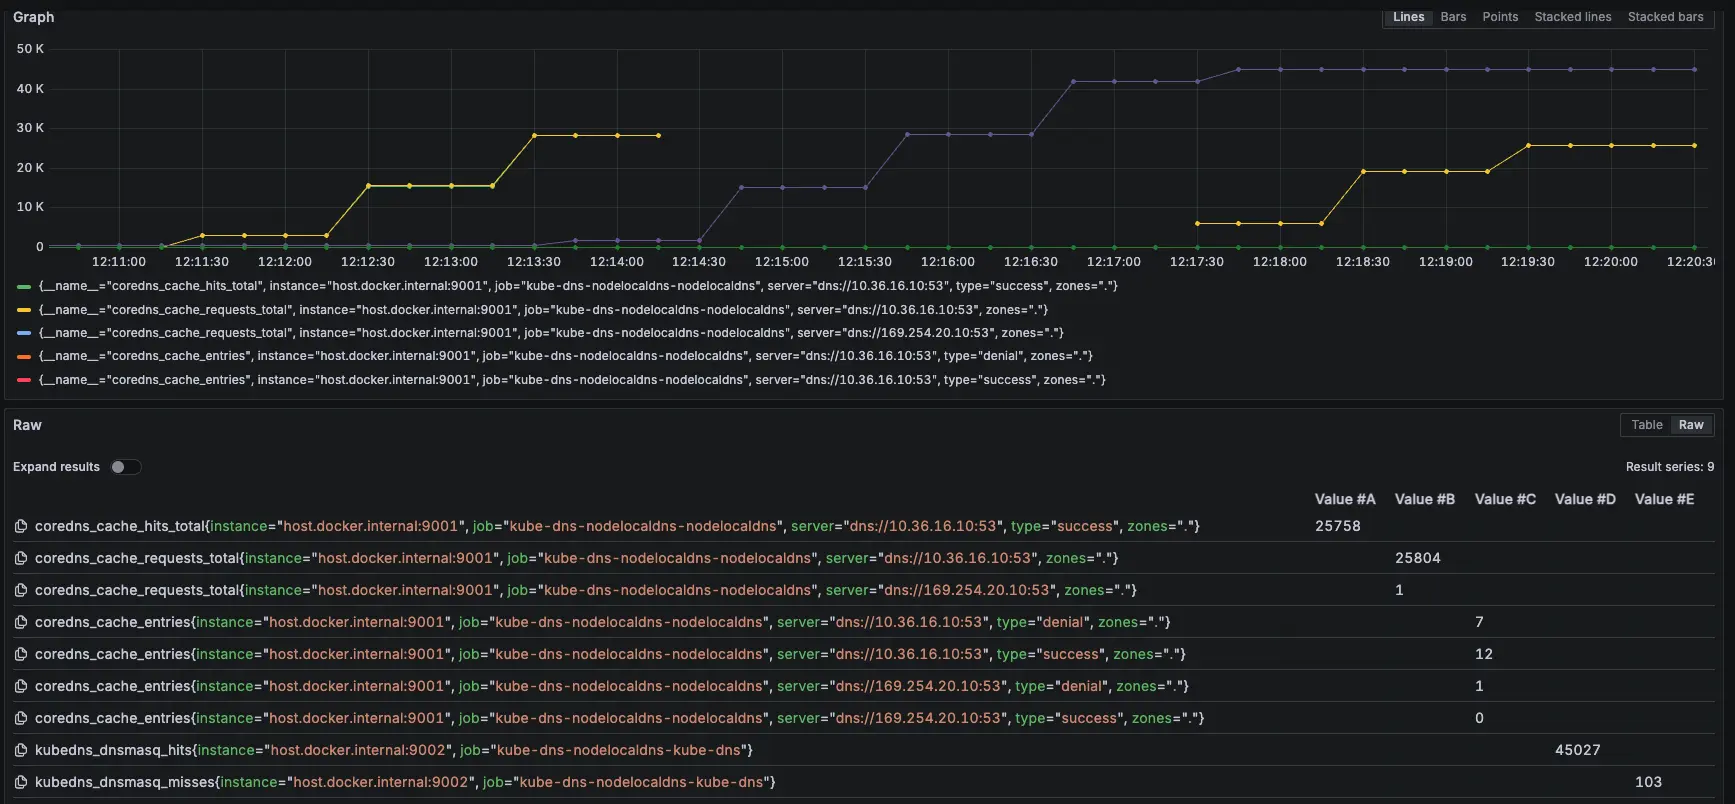 Graph
Lines Bars Points Stacked lines Stacked bars
50 K
40 K
30 K
20 K
10 K
0
12:11:00 12:11:30 12:12:00 12:12:30 12:13:00 12:13:30 12:14:00 12:14:30 12:15:00 12:15:30 12:16:00 12:16:30 12:17:00 12:17:30 12:18:00 12:18:30 12:19:00 12:19:30 12:20:00 12:20:30
{__name__="coredns_cache_hits_total", instance="host.docker.internal:9001", job="kube-dns-nodelocaldns-nodelocaldns", server="dns://10.36.16.10:53", type="success", zones="."}
{__name__="coredns_cache_requests_total", instance="host.docker.internal:9001", job="kube-dns-nodelocaldns-nodelocaldns", server="dns://10.36.16.10:53", zones="."}
{__name__="coredns_cache_requests_total", instance="host.docker.internal:9001", job="kube-dns-nodelocaldns-nodelocaldns", server="dns://169.254.20.10:53", zones="."}
{__name__="coredns_cache_entries", instance="host.docker.internal:9001", job="kube-dns-nodelocaldns-nodelocaldns", server="dns://10.36.16.10:53", type="denial", zones="."}
{__name__="coredns_cache_entries", instance="host.docker.internal:9001", job="kube-dns-nodelocaldns-nodelocaldns", server="dns://10.36.16.10:53", type="success", zones="."}
Raw
Table Raw
Expand results
Result series: 9
Value #A Value #B Value #C Value #D Value #E
coredns_cache_hits_total{instance="host.docker.internal:9001", job="kube-dns-nodelocaldns-nodelocaldns", server="dns://10.36.16.10:53", type="success", zones="."} 25758
coredns_cache_requests_total{instance="host.docker.internal:9001", job="kube-dns-nodelocaldns-nodelocaldns", server="dns://10.36.16.10:53", zones="."} 25804
coredns_cache_requests_total{instance="host.docker.internal:9001", job="kube-dns-nodelocaldns-nodelocaldns", server="dns://169.254.20.10:53", zones="."} 1
coredns_cache_entries{instance="host.docker.internal:9001", job="kube-dns-nodelocaldns-nodelocaldns", server="dns://10.36.16.10:53", type="denial", zones="."} 7
coredns_cache_entries{instance="host.docker.internal:9001", job="kube-dns-nodelocaldns-nodelocaldns", server="dns://10.36.16.10:53", type="success", zones="."} 12
coredns_cache_entries{instance="host.docker.internal:9001", job="kube-dns-nodelocaldns-nodelocaldns", server="dns://169.254.20.10:53", type="denial", zones="."} 1
coredns_cache_entries{instance="host.docker.internal:9001", job="kube-dns-nodelocaldns-nodelocaldns", server="dns://169.254.20.10:53", type="success", zones="."} 0
kubedns_dnsmasq_hits{instance="host.docker.internal:9002", job="kube-dns-nodelocaldns-kube-dns"} 45027
kubedns_dnsmasq_misses{instance="host.docker.internal:9002", job="kube-dns-nodelocaldns-kube-dns"} 103